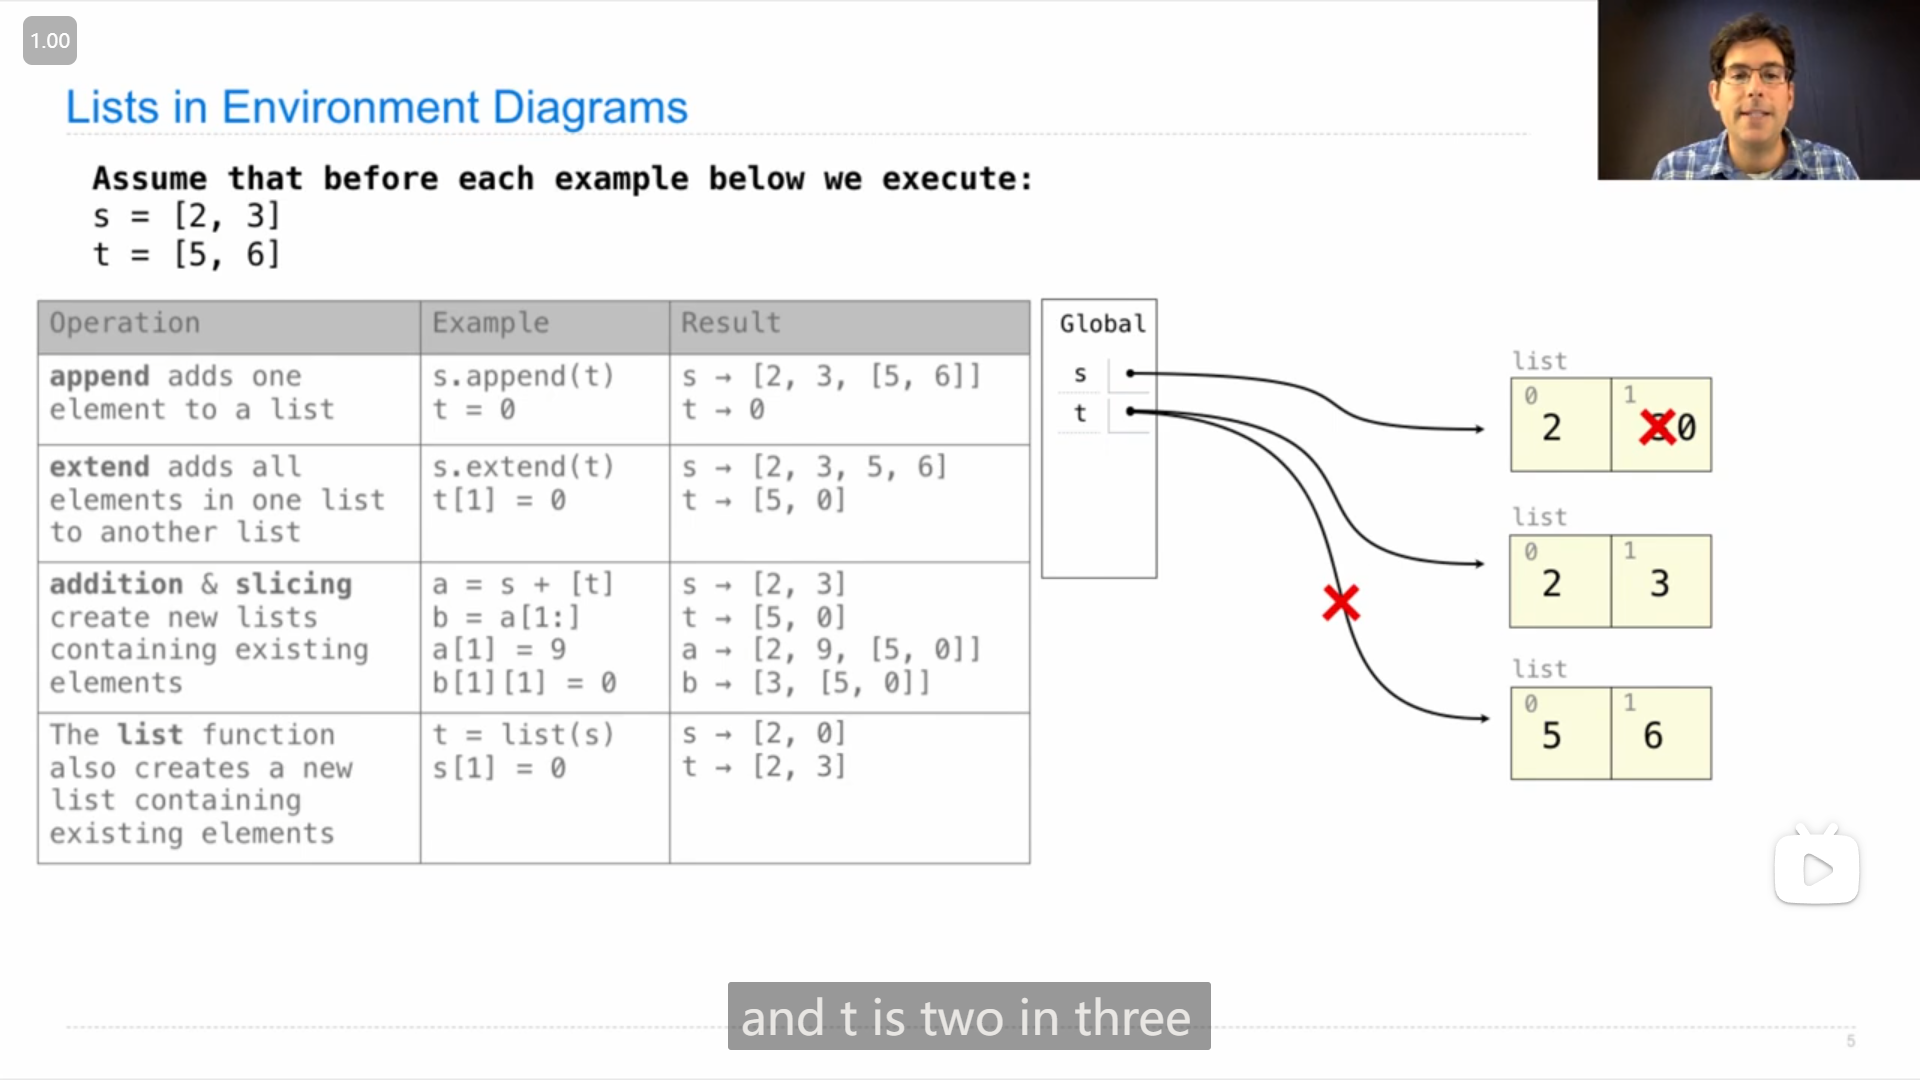 1.00
Lists in Environment Diagrams
Assume that before each example below we execute:
s = [2, 3]
t = [5, 6]
Operation Example Result
append adds one
element to a list
s.append(t)
t = 0
s → [2, 3, [5, 6]]
t → 0
extend adds all
elements in one list
to another list
s.extend(t)
t[1] = 0
s → [2, 3, 5, 6]
t → [5, 0]
addition & slicing
create new lists
containing existing
elements
a = s + [t]
b = a[1:]
a[1] = 9
b[1][1] = 0
s → [2, 3]
t → [5, 0]
a → [2, 9, [5, 0]]
b → [3, [5, 0]]
The list function
also creates a new
list containing
existing elements
t = list(s)
s[1] = 0
s → [2, 0]
t → [2, 3]
Global
s
t
list
0 1
2 0
list
0 1
2 3
list
0 1
5 6
and t is two in three
5